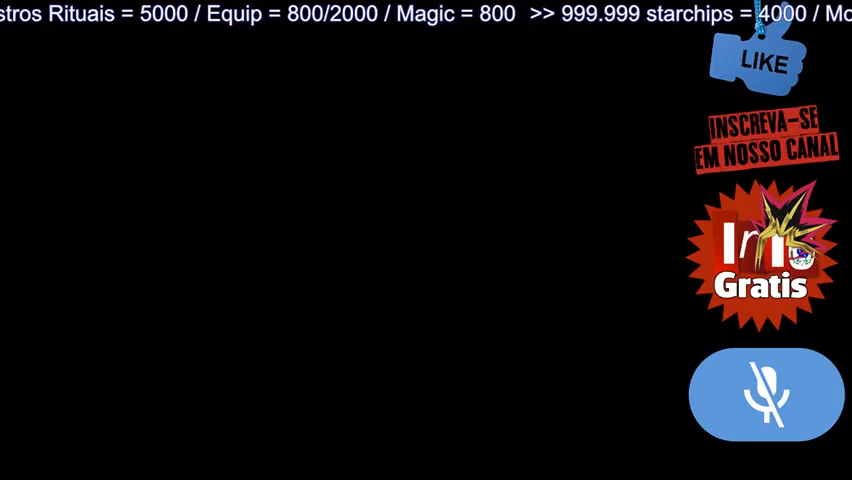 stros Rituais = 5000 / Equip = 800/2000 / Magic = 800 >> 999.999 starchips = 4000 / Mo
LIKE
INSCREVA-SE
EM NOSSO CANAL
Gratis